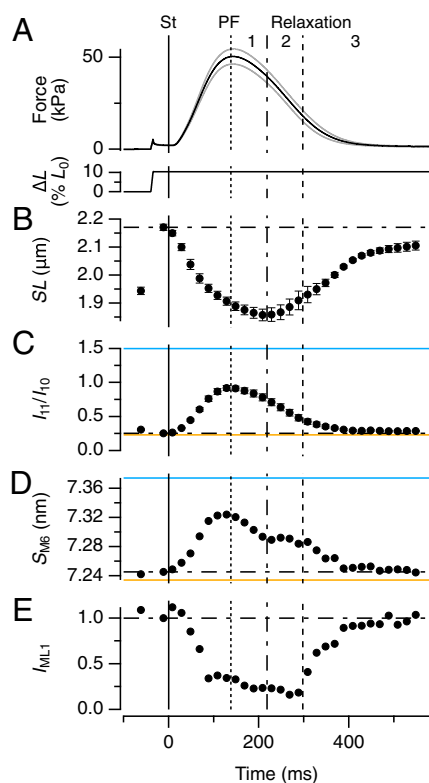 A
St
PF
Relaxation
1
2
3
Force
(kPa)
50
0
ΔL
(% L0)
10
0
B
SL (μm)
2.2
2.1
2.0
1.9
C
I11/I10
1.5
1.0
0.5
0.0
D
SM6 (nm)
7.36
7.32
7.28
7.24
E
IML1
1.0
0.5
0.0
0
200
400
Time (ms)